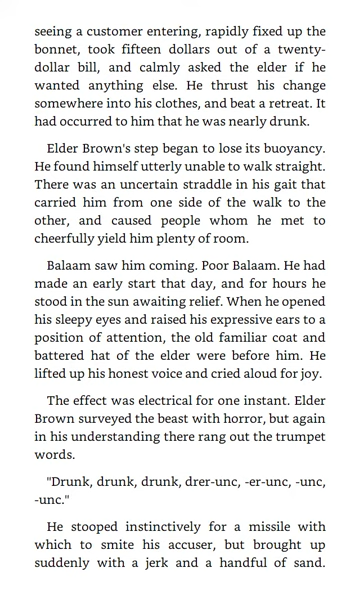 seeing a customer entering, rapidly fixed up the
bonnet, took fifteen dollars out of a twenty-
dollar bill, and calmly asked the elder if he
wanted anything else. He thrust his change
somewhere into his clothes, and beat a retreat. It
had occurred to him that he was nearly drunk.
Elder Brown's step began to lose its buoyancy.
He found himself utterly unable to walk straight.
There was an uncertain straddle in his gait that
carried him from one side of the walk to the
other, and caused people whom he met to
cheerfully yield him plenty of room.
Balaam saw him coming. Poor Balaam. He had
made an early start that day, and for hours he
stood in the sun awaiting relief. When he opened
his sleepy eyes and raised his expressive ears to a
position of attention, the old familiar coat and
battered hat of the elder were before him. He
lifted up his honest voice and cried aloud for joy.
The effect was electrical for one instant. Elder
Brown surveyed the beast with horror, but again
in his understanding there rang out the trumpet
words.
"Drunk, drunk, drunk, drer-unc, -er-unc, -unc,
-unc."
He stooped instinctively for a missile with
which to smite his accuser, but brought up
suddenly with a jerk and a handful of sand.